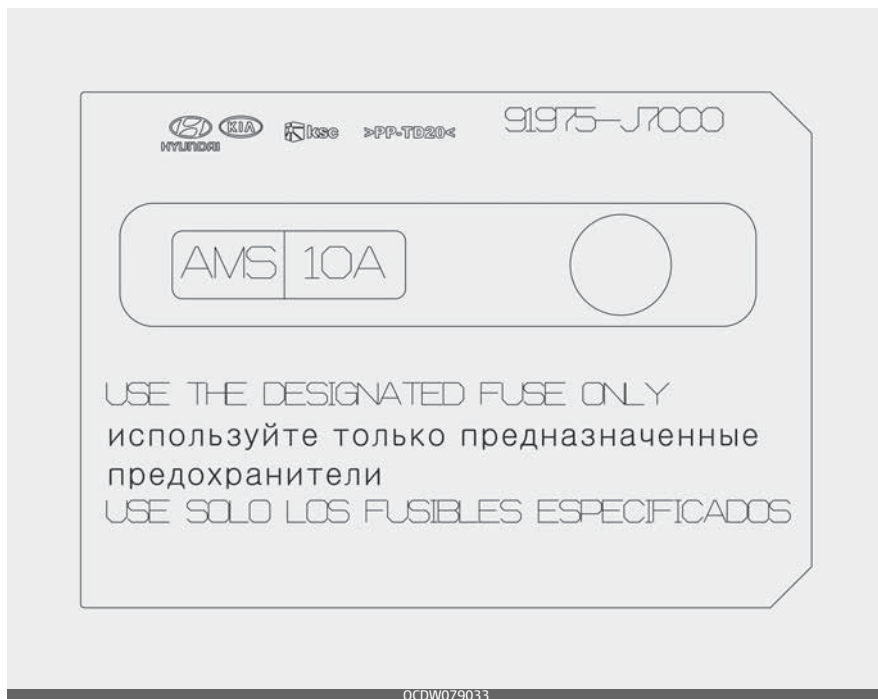 HYUNDAI KIA ksc >PP-TD20< 91975-J7000
AMS 10A
USE THE DESIGNATED FUSE ONLY
используйте только предназначенные
предохранители
USE SOLO LOS FUSIBLES ESPECIFICADOS
OCDW079033